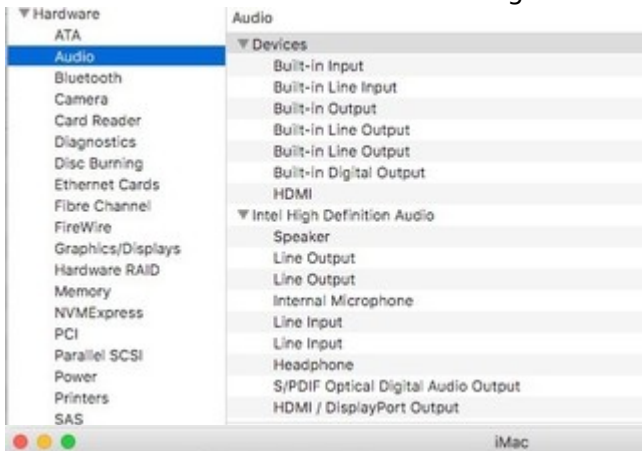 Hardware
ATA
Audio
Bluetooth
Camera
Card Reader
Diagnostics
Disc Burning
Ethernet Cards
Fibre Channel
FireWire
Graphics/Displays
Hardware RAID
Memory
NVMExpress
PCI
Parallel SCSI
Power
Printers
SAS
Audio
Devices
Built-in Input
Built-in Line Input
Built-in Output
Built-in Line Output
Built-in Line Output
Built-in Digital Output
HDMI
Intel High Definition Audio
Speaker
Line Output
Line Output
Internal Microphone
Line Input
Line Input
Headphone
S/PDIF Optical Digital Audio Output
HDMI / DisplayPort Output
iMac